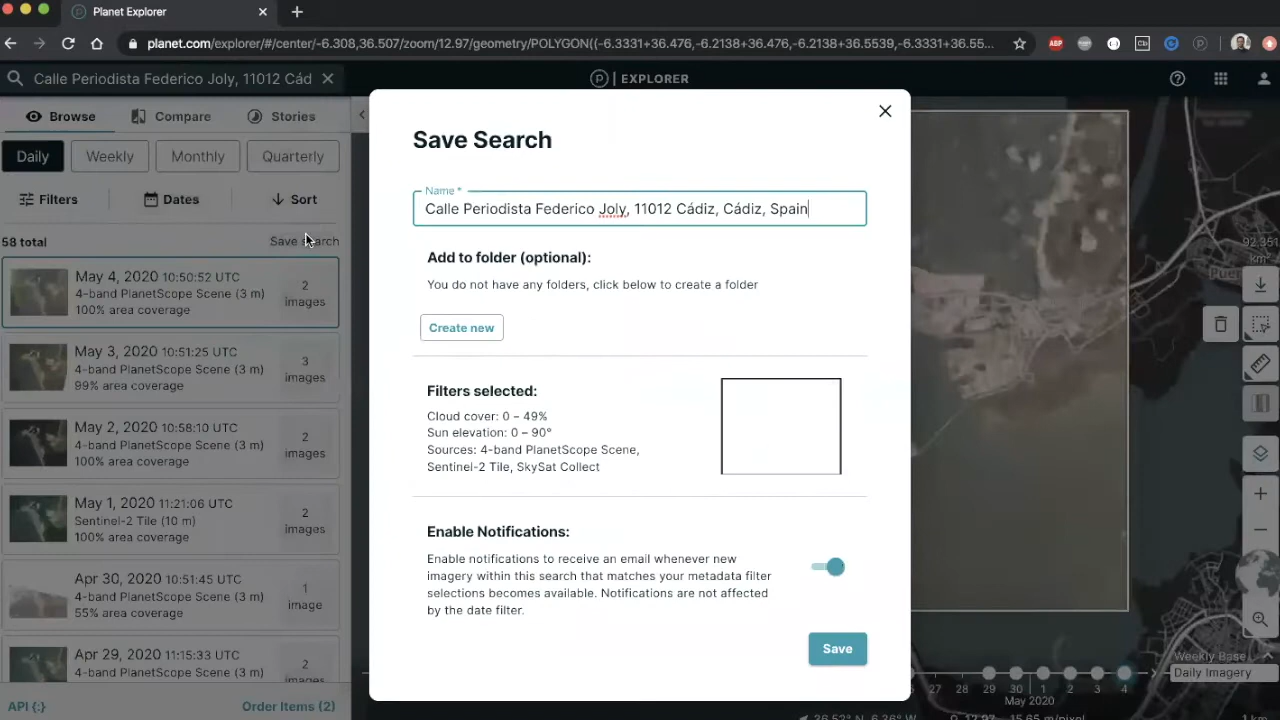 Planet Explorer
planet.com/explorer/#/center/-6.308,36.507/zoom/12.97/geometry/POLYGON((-6.3331+36.476,-6.2138+36.476,-6.2138+36.5539,-6.3331+36.55...
ABP
Calle Periodista Federico Joly, 11012 Cád
EXPLORER
Browse
Compare
Stories
Daily
Weekly
Monthly
Quarterly
Filters
Dates
Sort
58 total
Save search
May 4, 2020 10:50:52 UTC
4-band PlanetScope Scene (3 m)
100% area coverage
2
images
May 3, 2020 10:51:25 UTC
4-band PlanetScope Scene (3 m)
99% area coverage
3
images
May 2, 2020 10:58:10 UTC
4-band PlanetScope Scene (3 m)
100% area coverage
2
images
May 1, 2020 11:21:06 UTC
Sentinel-2 Tile (10 m)
100% area coverage
2
images
Apr 30, 2020 10:51:45 UTC
4-band PlanetScope Scene (3 m)
55% area coverage
1
image
Apr 29, 2020 11:15:33 UTC
4-band PlanetScope Scene (3 m)
2
API {:}
Order Items (2)
Save Search
Name *
Calle Periodista Federico Joly, 11012 Cádiz, Cádiz, Spain
Add to folder (optional):
You do not have any folders, click below to create a folder
Create new
Filters selected:
Cloud cover: 0 – 49%
Sun elevation: 0 – 90°
Sources: 4-band PlanetScope Scene,
Sentinel-2 Tile, SkySat Collect
Enable Notifications:
Enable notifications to receive an email whenever new
imagery within this search that matches your metadata filter
selections becomes available. Notifications are not affected
by the date filter.
Save
92.351
km²
Weekly Base
Daily Imagery
27 28 29 30 1 2 3 4
May 2020